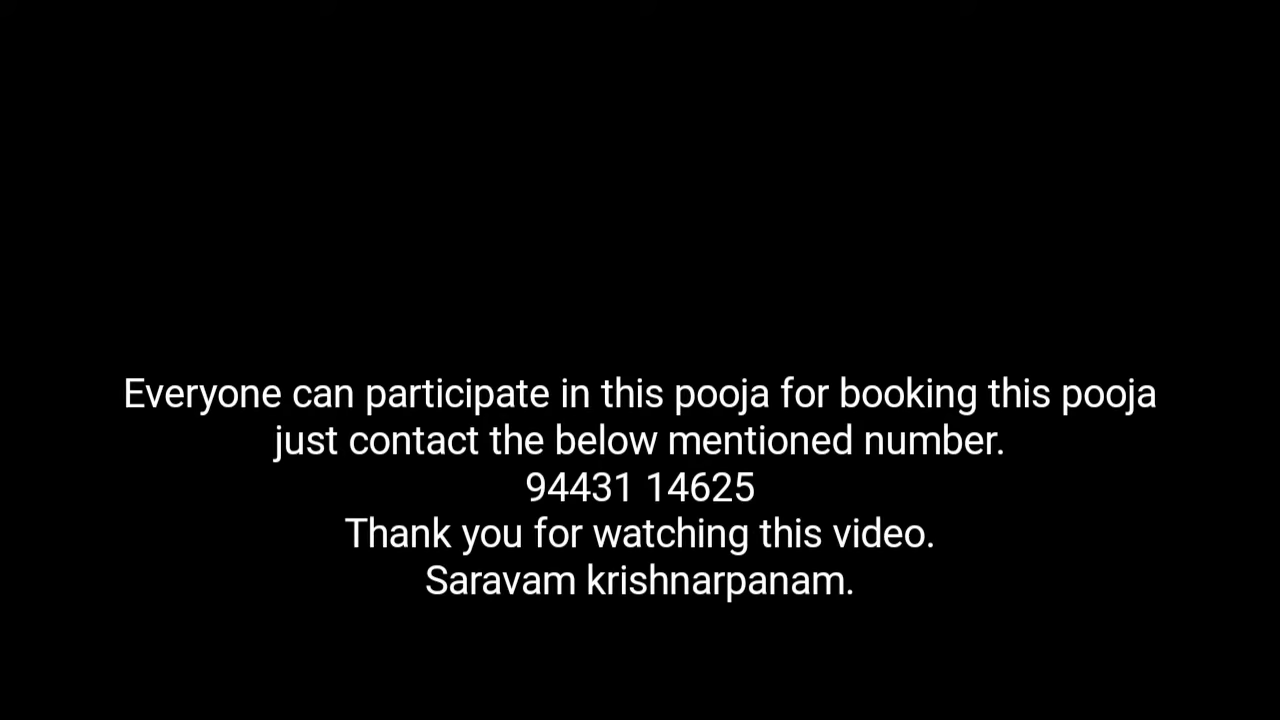 Everyone can participate in this pooja for booking this pooja
just contact the below mentioned number.
94431 14625
Thank you for watching this video.
Saravam krishnarpanam.